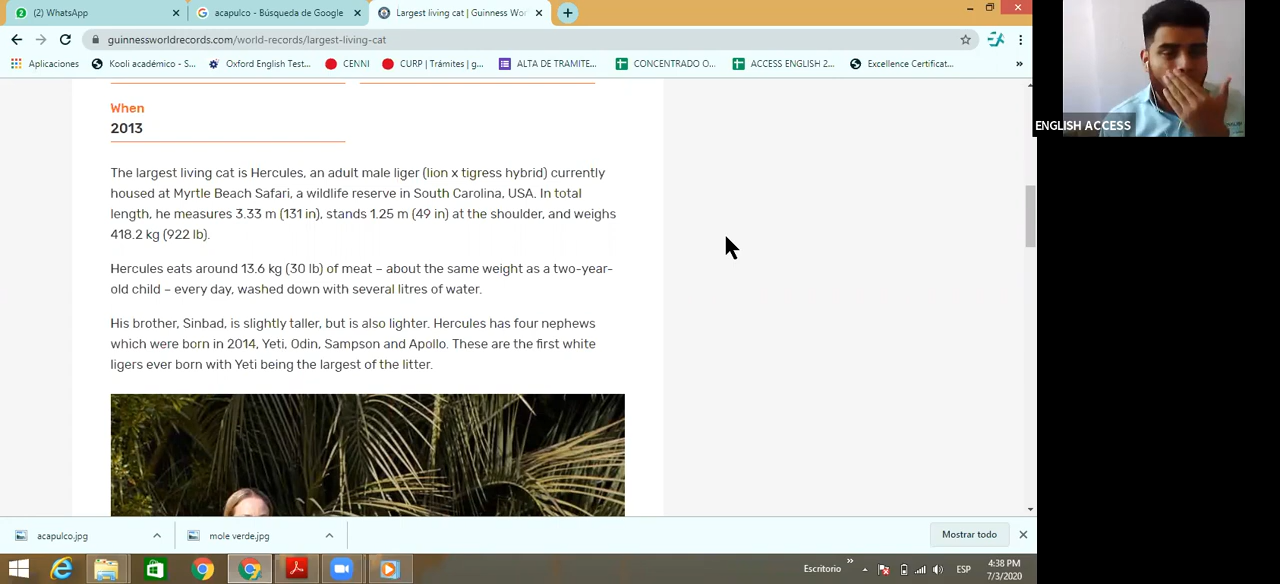 (2) WhatsApp
acapulco - Búsqueda de Google
Largest living cat | Guinness Wor
guinnessworldrecords.com/world-records/largest-living-cat
Aplicaciones
Kooli académico - S...
Oxford English Test...
CENNI
CURP | Trámites | g...
ALTA DE TRAMITE...
CONCENTRADO O...
ACCESS ENGLISH 2...
Excellence Certificat...
»
When
2013
The largest living cat is Hercules, an adult male liger (lion x tigress hybrid) currently
housed at Myrtle Beach Safari, a wildlife reserve in South Carolina, USA. In total
length, he measures 3.33 m (131 in), stands 1.25 m (49 in) at the shoulder, and weighs
418.2 kg (922 lb).
Hercules eats around 13.6 kg (30 lb) of meat – about the same weight as a two-year-
old child – every day, washed down with several litres of water.
His brother, Sinbad, is slightly taller, but is also lighter. Hercules has four nephews
which were born in 2014, Yeti, Odin, Sampson and Apollo. These are the first white
ligers ever born with Yeti being the largest of the litter.
ENGLISH ACCESS
acapulco.jpg
mole verde.jpg
Mostrar todo
Escritorio
»
ESP
4:38 PM
7/3/2020